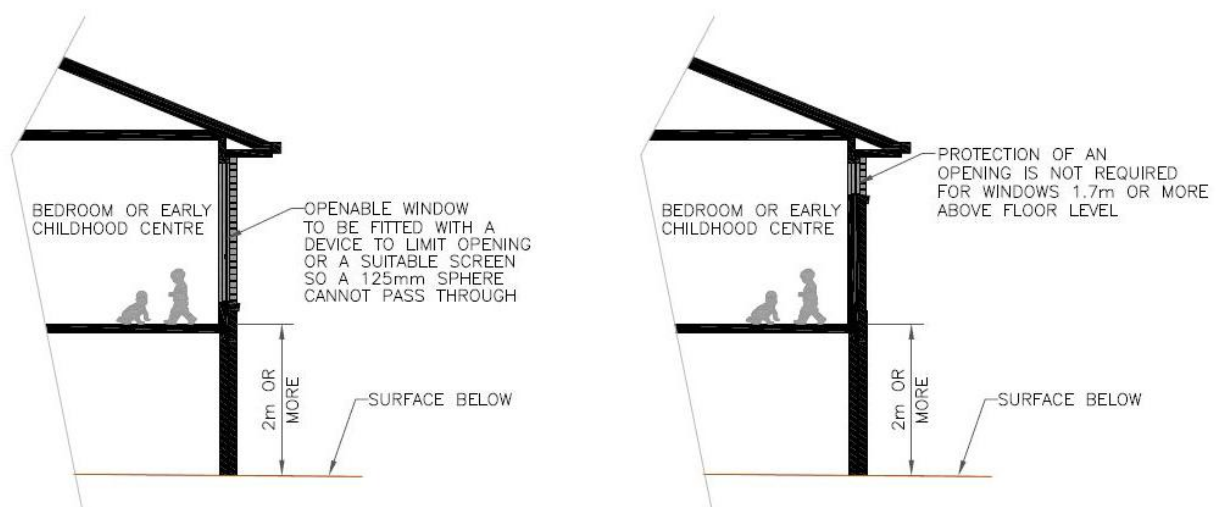 BEDROOM OR EARLY
CHILDHOOD CENTRE
OPENABLE WINDOW
TO BE FITTED WITH A
DEVICE TO LIMIT OPENING
OR A SUITABLE SCREEN
SO A 125mm SPHERE
CANNOT PASS THROUGH
2m OR
MORE
SURFACE BELOW
BEDROOM OR EARLY
CHILDHOOD CENTRE
PROTECTION OF AN
OPENING IS NOT REQUIRED
FOR WINDOWS 1.7m OR MORE
ABOVE FLOOR LEVEL
2m OR
MORE
SURFACE BELOW